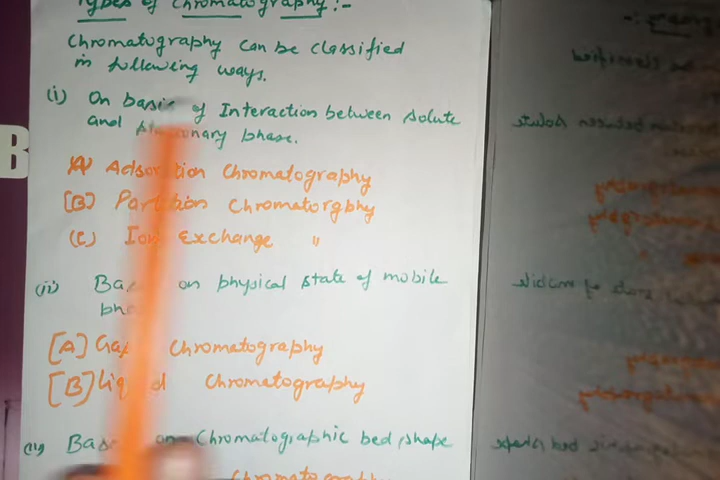 Types of Chromatography:-
Chromatography can be classified
in following ways.
(i) On basis of Interaction between solute
and stationary phase.
(A) Adsorption Chromatography
[B] Partition Chromatorgphy
(C) Ion Exchange "
(ii) Based on physical state of mobile
[A] Gas Chromatography
[B] Liquid Chromatography
Based on Chromatographic bed shape
Chromatography
B